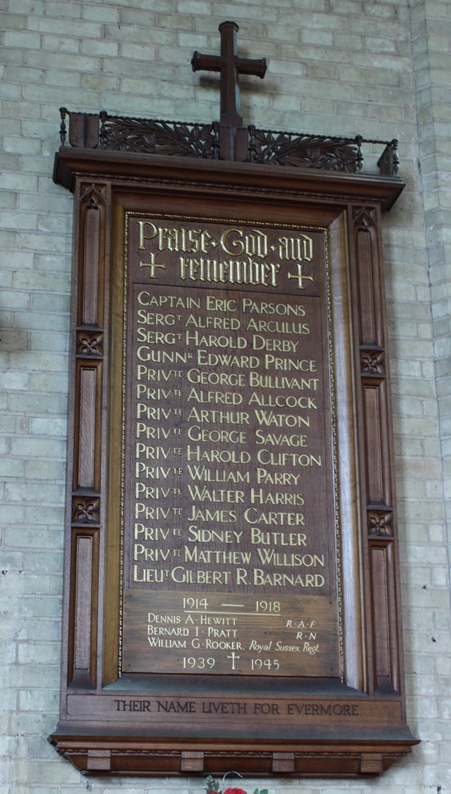 Praise · God · and
remember
CAPTAIN ERIC PARSONS
SERGT ALFRED ARCULUS
SERGT HAROLD DERBY
GUNNR EDWARD PRINCE
PRIVTE GEORGE BULLIVANT
PRIVTE ALFRED ALLCOCK
PRIVTE ARTHUR WATON
PRIVTE GEORGE SAVAGE
PRIVTE HAROLD CLIFTON
PRIVTE WILLIAM PARRY
PRIVTE WALTER HARRIS
PRIVTE JAMES CARTER
PRIVTE SIDNEY BUTLER
PRIVTE MATTHEW WILLISON
LIEUT GILBERT R. BARNARD
1914 — 1918
DENNIS A · HEWITT R · A · F
BERNARD I · PRATT R · N
WILLIAM G · ROOKER. Royal Sussex Regt.
1939 † 1945
THEIR NAME LIVETH FOR EVERMORE